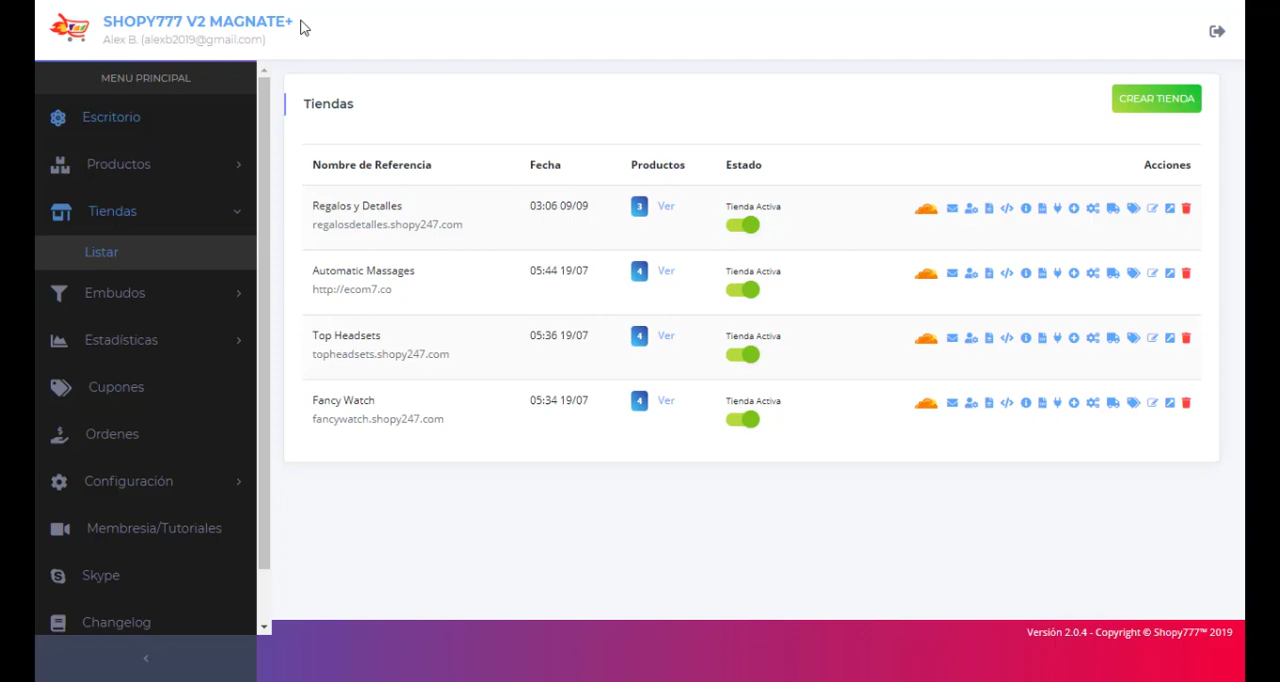 SHOPY777 V2 MAGNATE+
Alex B. (alexb2019@gmail.com)
MENU PRINCIPAL
Escritorio
Productos
Tiendas
Listar
Embudos
Estadísticas
Cupones
Ordenes
Configuración
Membresia/Tutoriales
Skype
Changelog
Tiendas
CREAR TIENDA
Nombre de Referencia Fecha Productos Estado Acciones
Regalos y Detalles 03:06 09/09 3 Ver Tienda Activa
regalosdetalles.shopy247.com
Automatic Massages 05:44 19/07 4 Ver Tienda Activa
http://ecom7.co
Top Headsets 05:36 19/07 4 Ver Tienda Activa
topheadsets.shopy247.com
Fancy Watch 05:34 19/07 4 Ver Tienda Activa
fancywatch.shopy247.com
Versión 2.0.4 - Copyright © Shopy777™ 2019